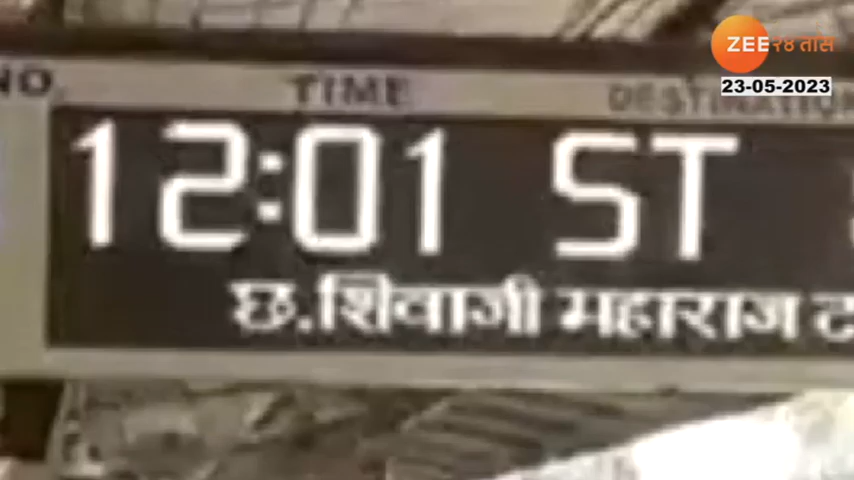 ZEE २४ तास
23-05-2023
NO. TIME DESTINATION
12:01 ST
छ.शिवाजी महाराज ट